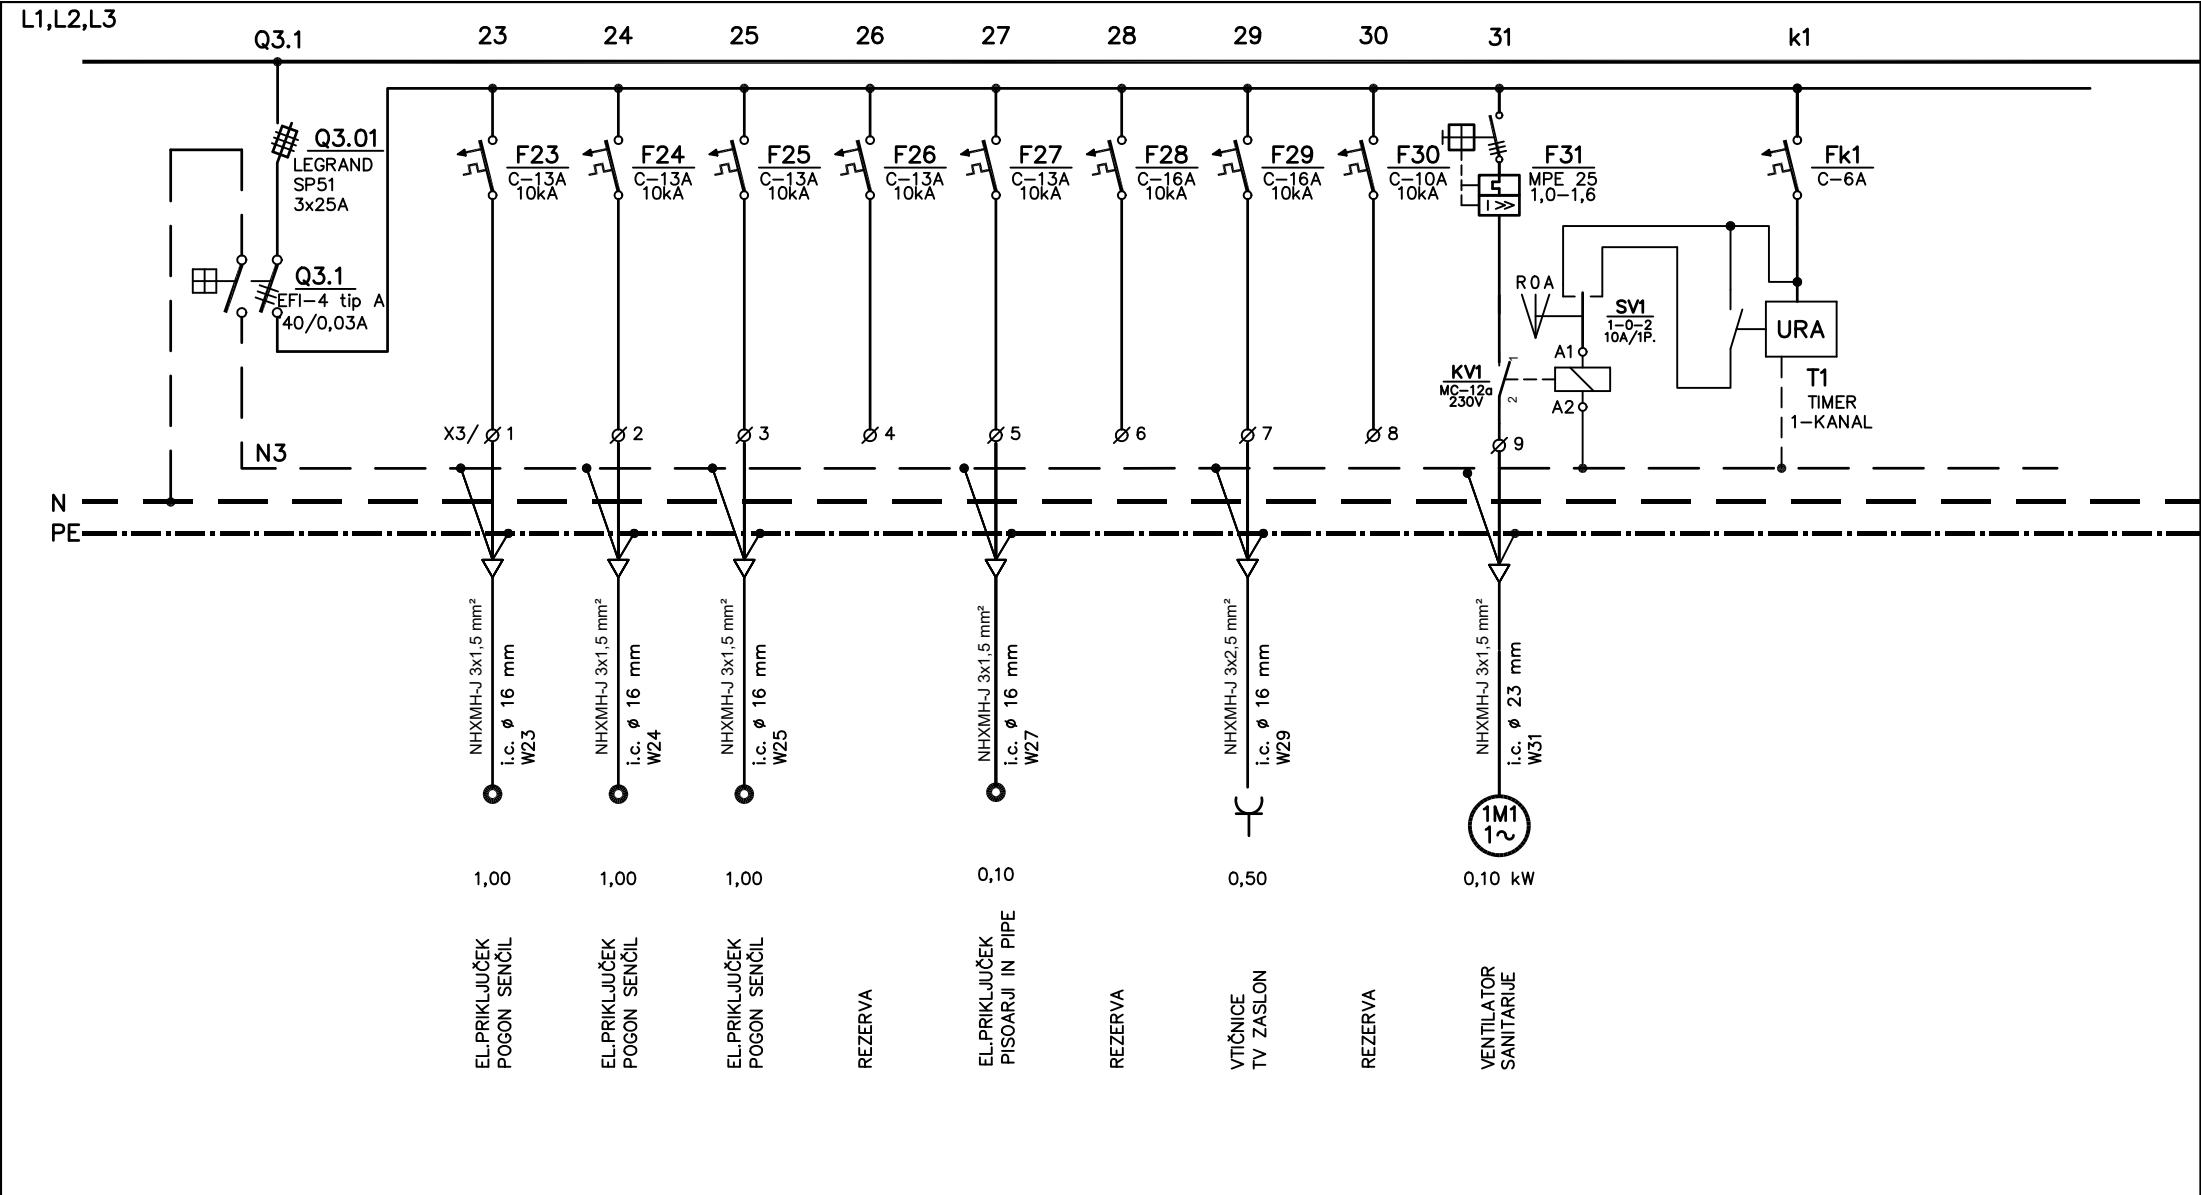 L1,L2,L3
Q3.1
23
24
25
26
27
28
29
30
31
k1
Q3.01
LEGRAND
SP51
3x25A
Q3.1
EFI-4 tip A
40/0,03A
F23
C-13A
10kA
F24
C-13A
10kA
F25
C-13A
10kA
F26
C-13A
10kA
F27
C-13A
10kA
F28
C-16A
10kA
F29
C-16A
10kA
F30
C-10A
10kA
F31
MPE 25
1,0-1,6
I >>
Fk1
C-6A
R O A
SV1
1-0-2
10A/1P.
URA
A1
A2
KV1
MC-12a
230V
1
2
T1
TIMER
1-KANAL
X3/
1
2
3
4
5
6
7
8
9
N3
N
PE
NHXMH-J 3x1,5 mm²
i.c. ø 16 mm
W23
NHXMH-J 3x1,5 mm²
i.c. ø 16 mm
W24
NHXMH-J 3x1,5 mm²
i.c. ø 16 mm
W25
NHXMH-J 3x1,5 mm²
i.c. ø 16 mm
W27
NHXMH-J 3x2,5 mm²
i.c. ø 16 mm
W29
NHXMH-J 3x1,5 mm²
i.c. ø 23 mm
W31
1M1
1~
1,00
1,00
1,00
0,10
0,50
0,10 kW
EL.PRIKLJUČEK
POGON SENČIL
EL.PRIKLJUČEK
POGON SENČIL
EL.PRIKLJUČEK
POGON SENČIL
REZERVA
EL.PRIKLJUČEK
PISOARJI IN PIPE
REZERVA
VTIČNICE
TV ZASLON
REZERVA
VENTILATOR
SANITARIJE